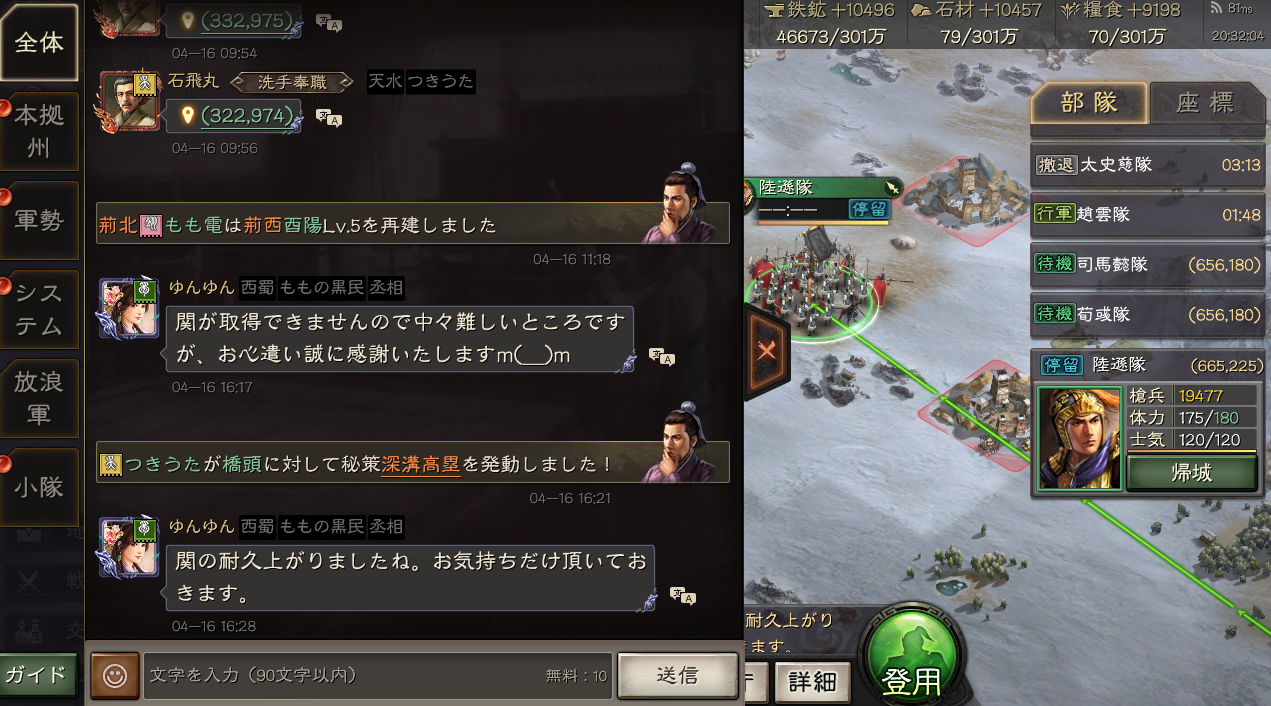 全体
本拠
州
軍勢
シス
テム
放浪
軍
小隊
ガイド
(332,975)
04-16 09:54
石飛丸 洗手奉職 天水 つきうた
(322,974)
04-16 09:56
荊北もも電は荊西酉陽Lv.5を再建しました
04-16 11:18
ゆんゆん 西蜀 ももの黒民 丞相
関が取得できませんので中々難しいところです
が、お心遣い誠に感謝いたしますm(__)m
04-16 16:17
つきうたが橋頭に対して秘策深溝高塁を発動しました！
04-16 16:21
ゆんゆん 西蜀 ももの黒民 丞相
関の耐久上がりましたね。お気持ちだけ頂いてお
きます。
04-16 16:28
文字を入力（90文字以内） 無料：10
送信
鉄鉱+10496 石材+10457 糧食+9198 81ms
46673/301万 79/301万 70/301万 20:32:04
部隊 座標
撤退 太史慈隊 03:13
行軍 趙雲隊 01:48
待機 司馬懿隊 (656,180)
待機 荀彧隊 (656,180)
停留 陸遜隊 (665,225)
槍兵 19477
体力 175/180
士気 120/120
帰城
陸遜隊
--:-- 停留
耐久上がり
ます。
詳細
登用